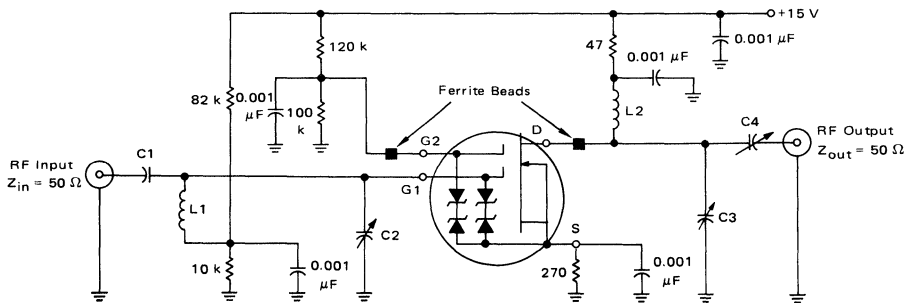 +15 V
120 k
47
0.001 μF
0.001 μF
82 k
0.001
μF
100
k
Ferrite Beads
L2
C4
RF Output
Zout = 50 Ω
RF Input
Zin = 50 Ω
C1
G2
D
G1
L1
C2
C3
S
10 k
0.001
μF
270
0.001
μF